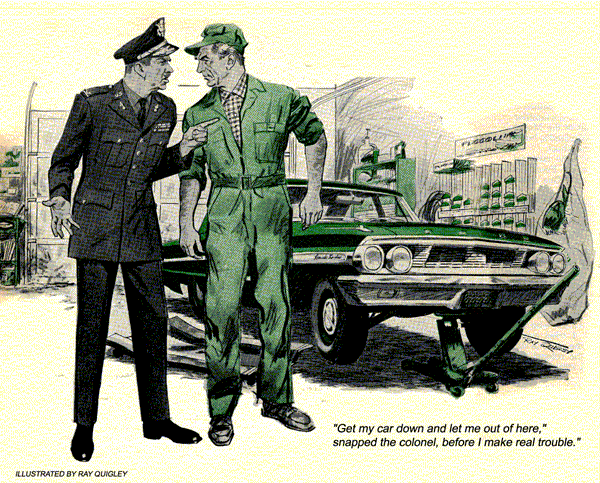 "Get my car down and let me out of here,"
snapped the colonel, before I make real trouble."
ILLUSTRATED BY RAY QUIGLEY